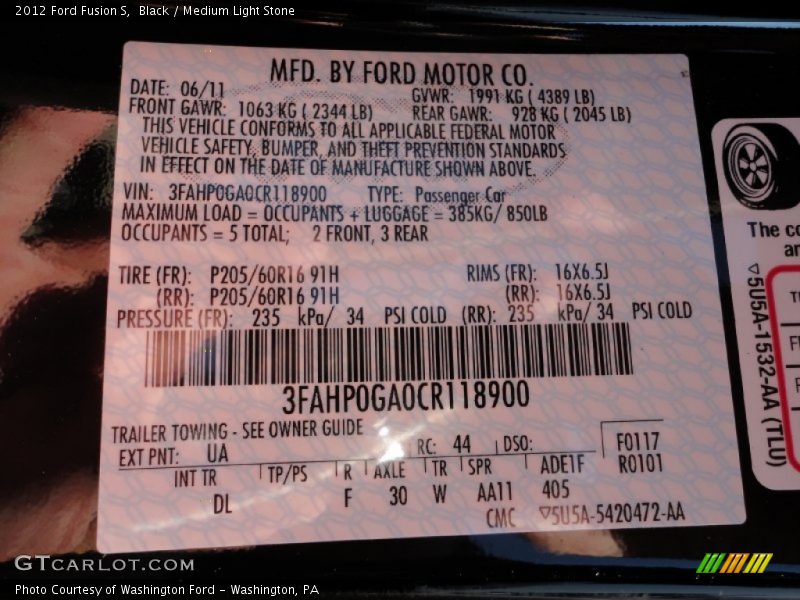 2012 Ford Fusion S,  Black / Medium Light Stone
MFD. BY FORD MOTOR CO.
DATE: 06/11 GVWR: 1991 KG ( 4389 LB)
FRONT GAWR: 1063 KG ( 2344 LB) REAR GAWR: 928 KG ( 2045 LB)
THIS VEHICLE CONFORMS TO ALL APPLICABLE FEDERAL MOTOR
VEHICLE SAFETY, BUMPER, AND THEFT PREVENTION STANDARDS
IN EFFECT ON THE DATE OF MANUFACTURE SHOWN ABOVE.
VIN: 3FAHP0GA0CR118900 TYPE: Passenger Car
MAXIMUM LOAD = OCCUPANTS + LUGGAGE = 385KG/ 850LB
OCCUPANTS = 5 TOTAL; 2 FRONT, 3 REAR
TIRE (FR): P205/60R16 91H RIMS (FR): 16X6.5J
(RR): P205/60R16 91H (RR): 16X6.5J
PRESSURE (FR): 235 kPa/ 34 PSI COLD (RR): 235 kPa/ 34 PSI COLD
3FAHP0GA0CR118900
TRAILER TOWING - SEE OWNER GUIDE
EXT PNT: UA RC: 44 DSO: F0117
INT TR TP/PS R AXLE TR SPR ADE1F R0101
DL F 30 W AA11 405
CMC ▽5U5A-5420472-AA
The
▽5U5A-1532-AA (TLU)
GTCARLOT.COM
Photo Courtesy of Washington Ford - Washington, PA